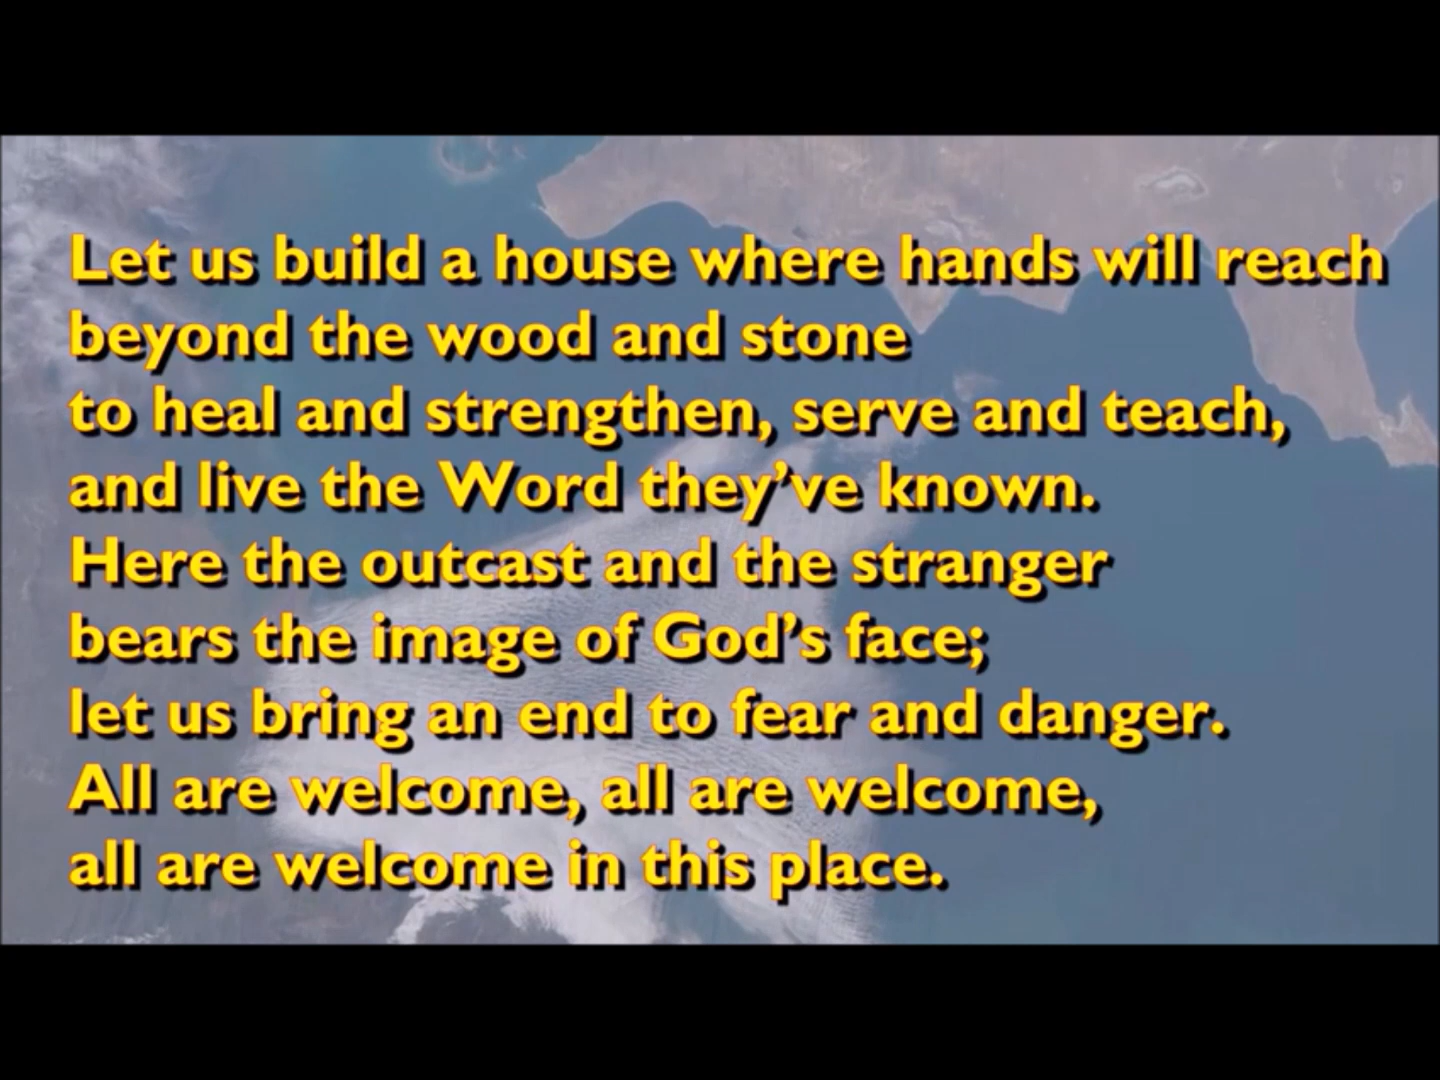 Let us build a house where hands will reach
beyond the wood and stone
to heal and strengthen, serve and teach,
and live the Word they’ve known.
Here the outcast and the stranger
bears the image of God’s face;
let us bring an end to fear and danger.
All are welcome, all are welcome,
all are welcome in this place.